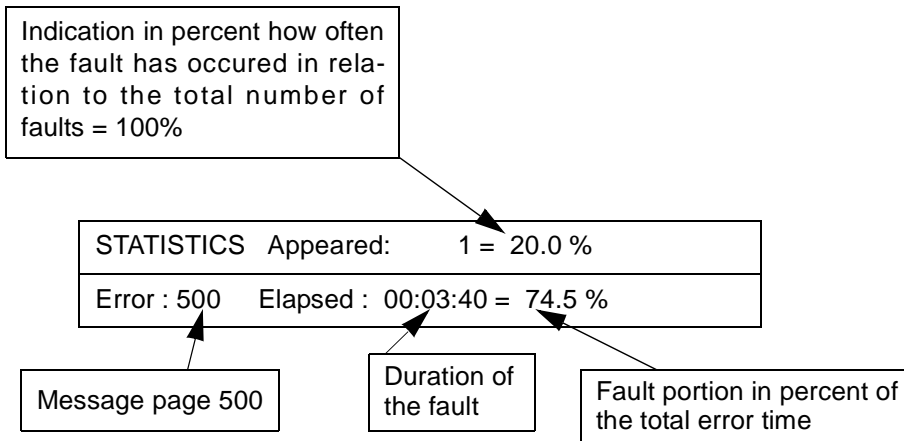 Indication in percent how often
the fault has occured in rela-
tion to the total number of
faults = 100%
STATISTICS Appeared: 1 = 20.0 %
Error : 500 Elapsed : 00:03:40 = 74.5 %
Message page 500
Duration of
the fault
Fault portion in percent of
the total error time